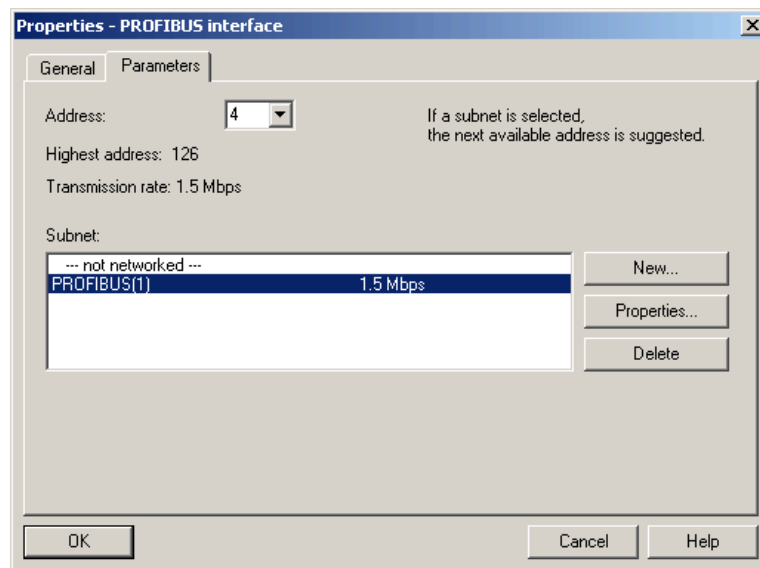 Properties - PROFIBUS interface
General Parameters
Address: 4
If a subnet is selected,
the next available address is suggested.
Highest address: 126
Transmission rate: 1.5 Mbps
Subnet:
--- not networked ---
PROFIBUS(1) 1.5 Mbps
New...
Properties...
Delete
OK Cancel Help